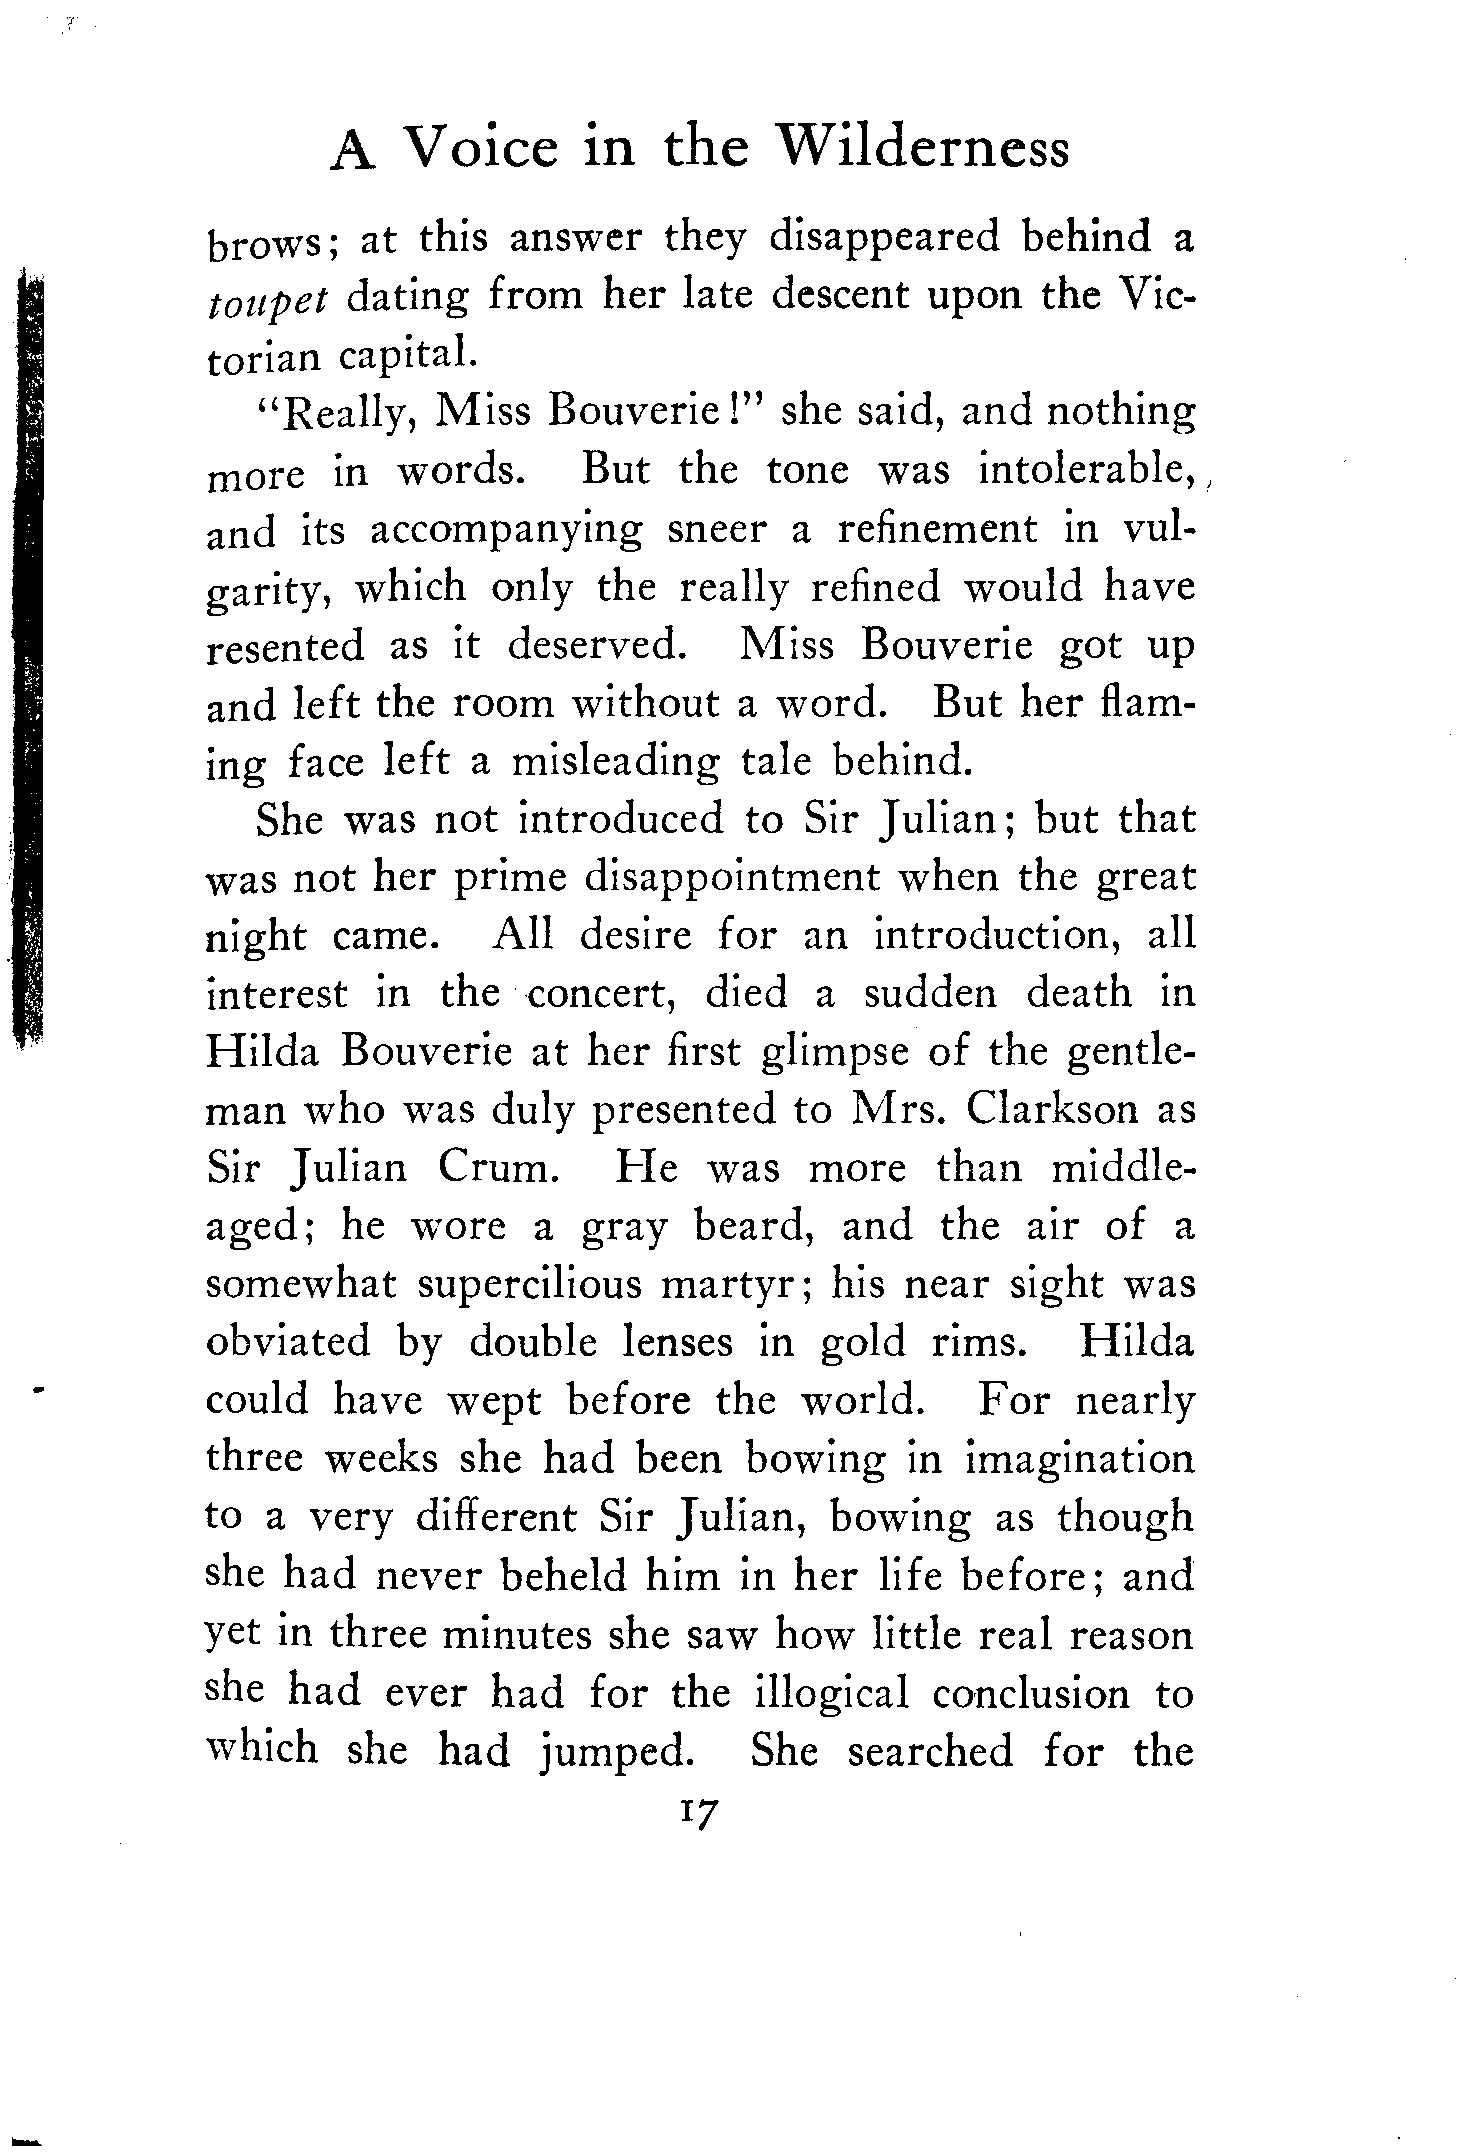 A Voice in the Wilderness
brows; at this answer they disappeared behind a
toupet dating from her late descent upon the Vic-
torian capital.
“Really, Miss Bouverie!” she said, and nothing
more in words. But the tone was intolerable,
and its accompanying sneer a refinement in vul-
garity, which only the really refined would have
resented as it deserved. Miss Bouverie got up
and left the room without a word. But her flam-
ing face left a misleading tale behind.
She was not introduced to Sir Julian; but that
was not her prime disappointment when the great
night came. All desire for an introduction, all
interest in the concert, died a sudden death in
Hilda Bouverie at her first glimpse of the gentle-
man who was duly presented to Mrs. Clarkson as
Sir Julian Crum. He was more than middle-
aged; he wore a gray beard, and the air of a
somewhat supercilious martyr; his near sight was
obviated by double lenses in gold rims. Hilda
could have wept before the world. For nearly
three weeks she had been bowing in imagination
to a very different Sir Julian, bowing as though
she had never beheld him in her life before; and
yet in three minutes she saw how little real reason
she had ever had for the illogical conclusion to
which she had jumped. She searched for the
17